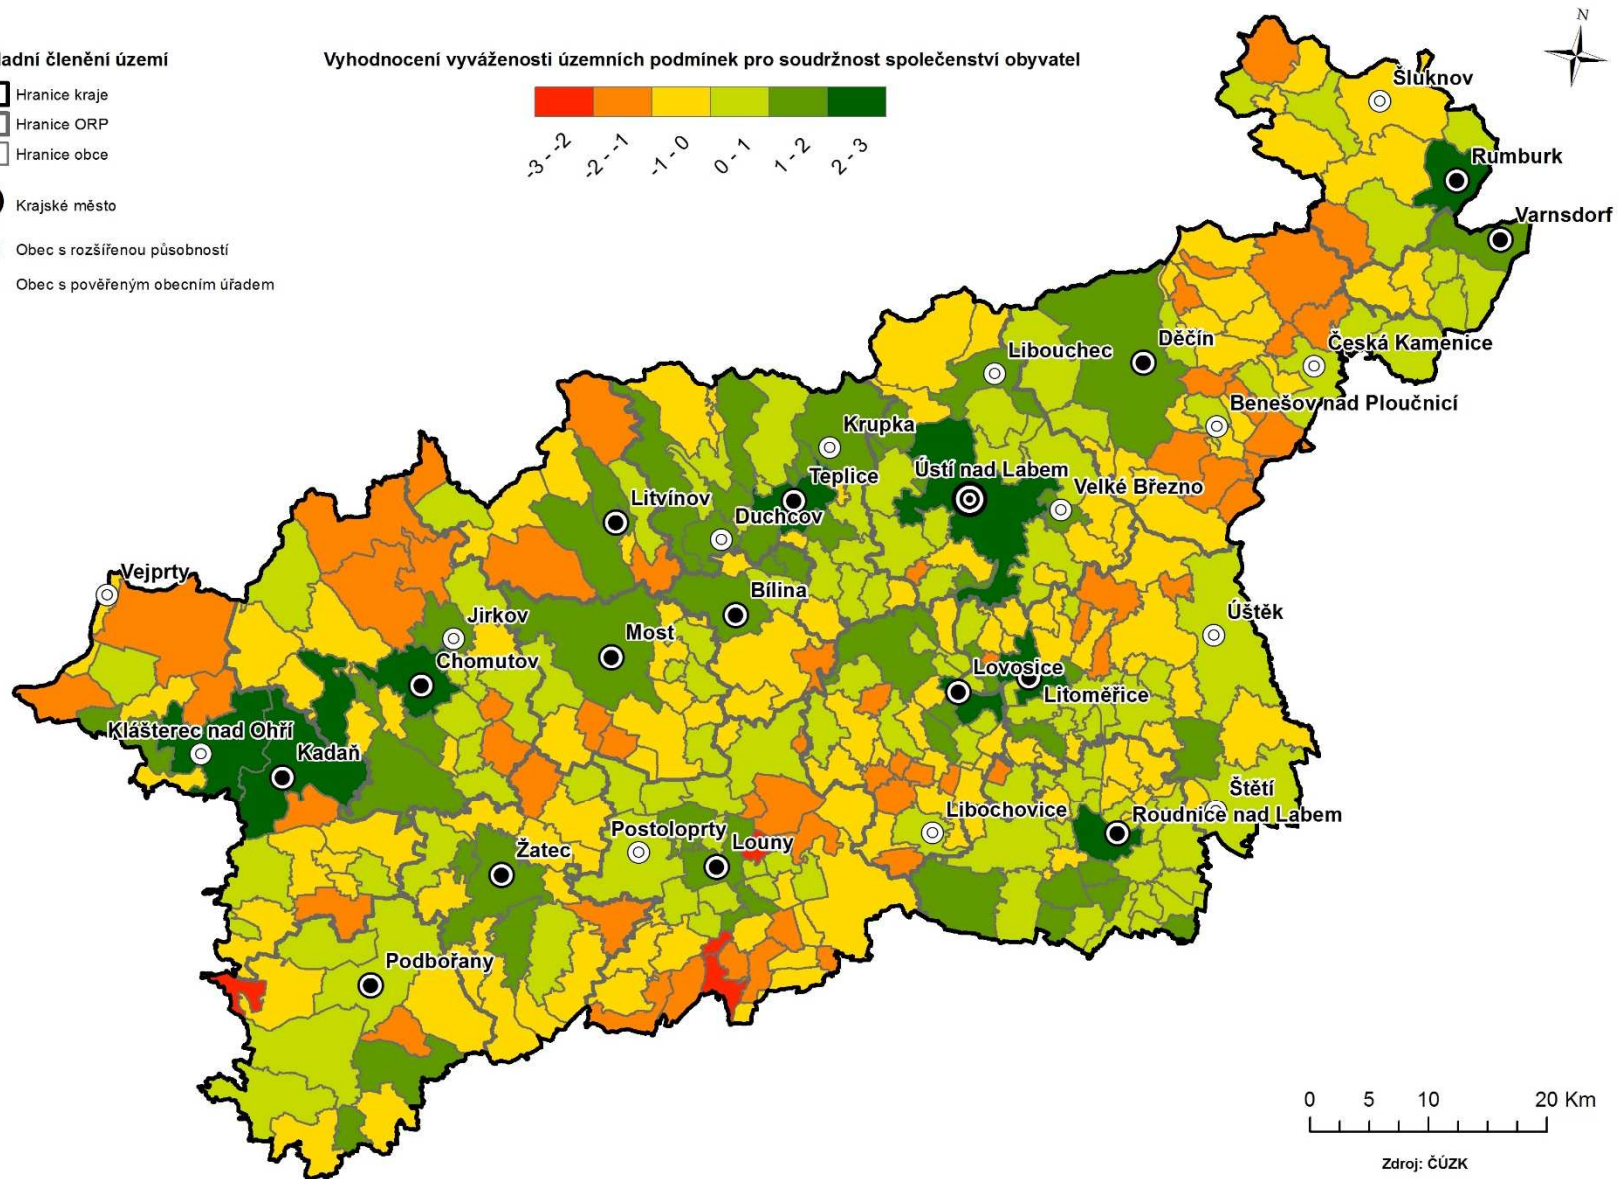 ladní členění území
Hranice kraje
Hranice ORP
Hranice obce
Krajské město
Obec s rozšířenou působností
Obec s pověřeným obecním úřadem
Vyhodnocení vyváženosti územních podmínek pro soudržnost společenství obyvatel
-3 - -2
-2 - -1
-1 - 0
0 - 1
1 - 2
2 - 3
N
Šluknov
Rumburk
Varnsdorf
Děčín
Libouchec
Česká Kamenice
Benešov nad Ploučnicí
Krupka
Ústí nad Labem
Teplice
Velké Březno
Litvínov
Duchcov
Vejprty
Bílina
Jirkov
Úštěk
Most
Chomutov
Lovosice
Litoměřice
Klášterec nad Ohří
Kadaň
Štětí
Libochovice
Roudnice nad Labem
Postoloprty
Louny
Žatec
Podbořany
0 5 10 20 Km
Zdroj: ČÚZK